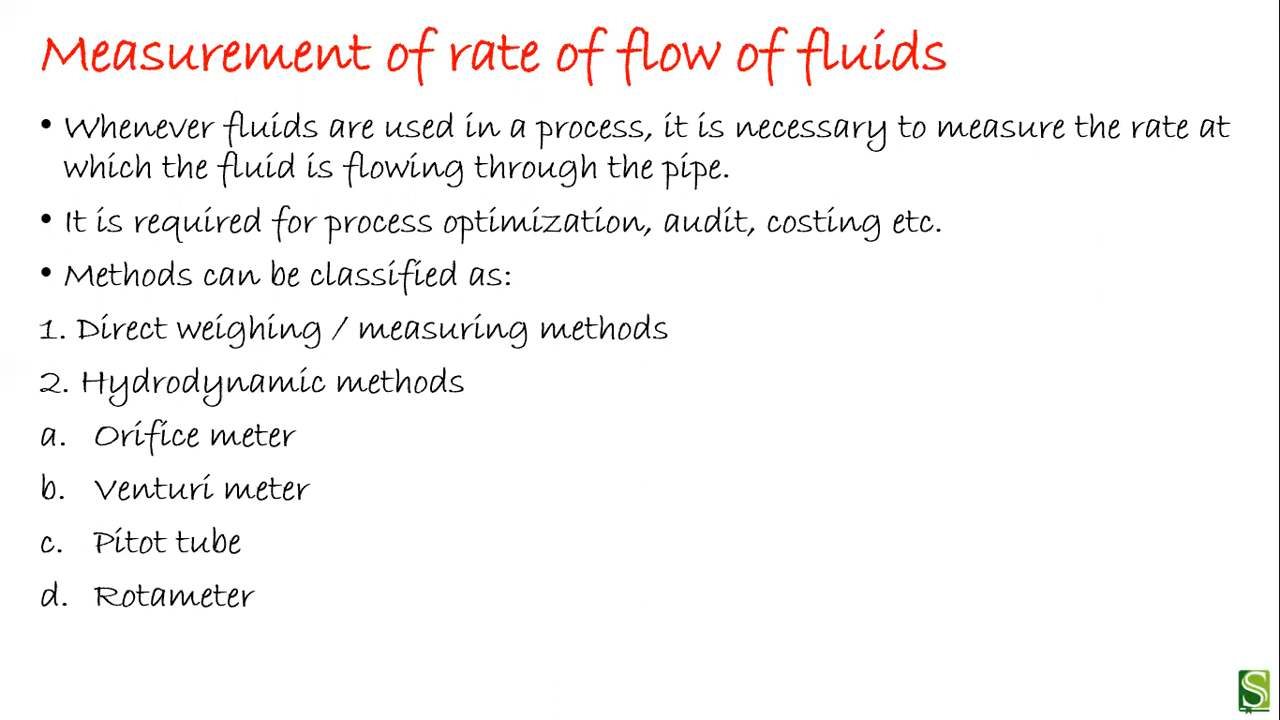 Measurement of rate of flow of fluids
• Whenever fluids are used in a process, it is necessary to measure the rate at
which the fluid is flowing through the pipe.
• It is required for process optimization, audit, costing etc.
• Methods can be classified as:
1. Direct weighing / measuring methods
2. Hydrodynamic methods
a. Orifice meter
b. Venturi meter
c. Pitot tube
d. Rotameter
S